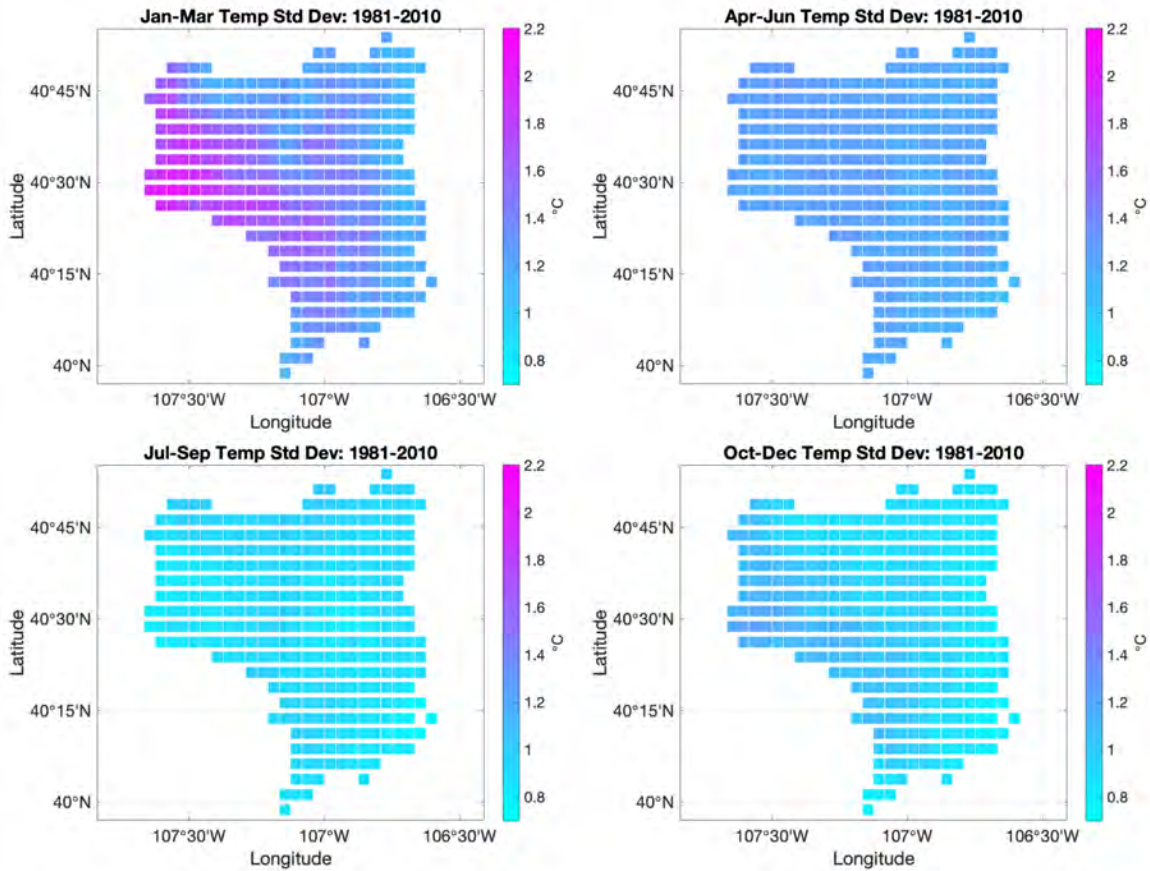 Jan-Mar Temp Std Dev: 1981-2010
Latitude
40°45'N
40°30'N
40°15'N
40°N
107°30'W
107°W
106°30'W
Longitude
2.2
2
1.8
1.6
1.4
1.2
1
0.8
°C
Apr-Jun Temp Std Dev: 1981-2010
Latitude
40°45'N
40°30'N
40°15'N
40°N
107°30'W
107°W
106°30'W
Longitude
2.2
2
1.8
1.6
1.4
1.2
1
0.8
°C
Jul-Sep Temp Std Dev: 1981-2010
Latitude
40°45'N
40°30'N
40°15'N
40°N
107°30'W
107°W
106°30'W
Longitude
2.2
2
1.8
1.6
1.4
1.2
1
0.8
°C
Oct-Dec Temp Std Dev: 1981-2010
Latitude
40°45'N
40°30'N
40°15'N
40°N
107°30'W
107°W
106°30'W
Longitude
2.2
2
1.8
1.6
1.4
1.2
1
0.8
°C